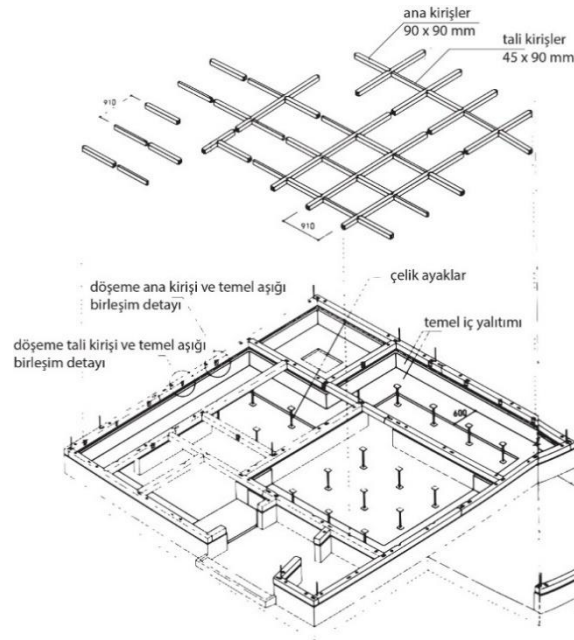 ana kirişler
90 x 90 mm
tali kirişler
45 x 90 mm
910
910
çelik ayaklar
döşeme ana kirişi ve temel aşığı
birleşim detayı
temel iç yalıtımı
döşeme tali kirişi ve temel aşığı
birleşim detayı
600